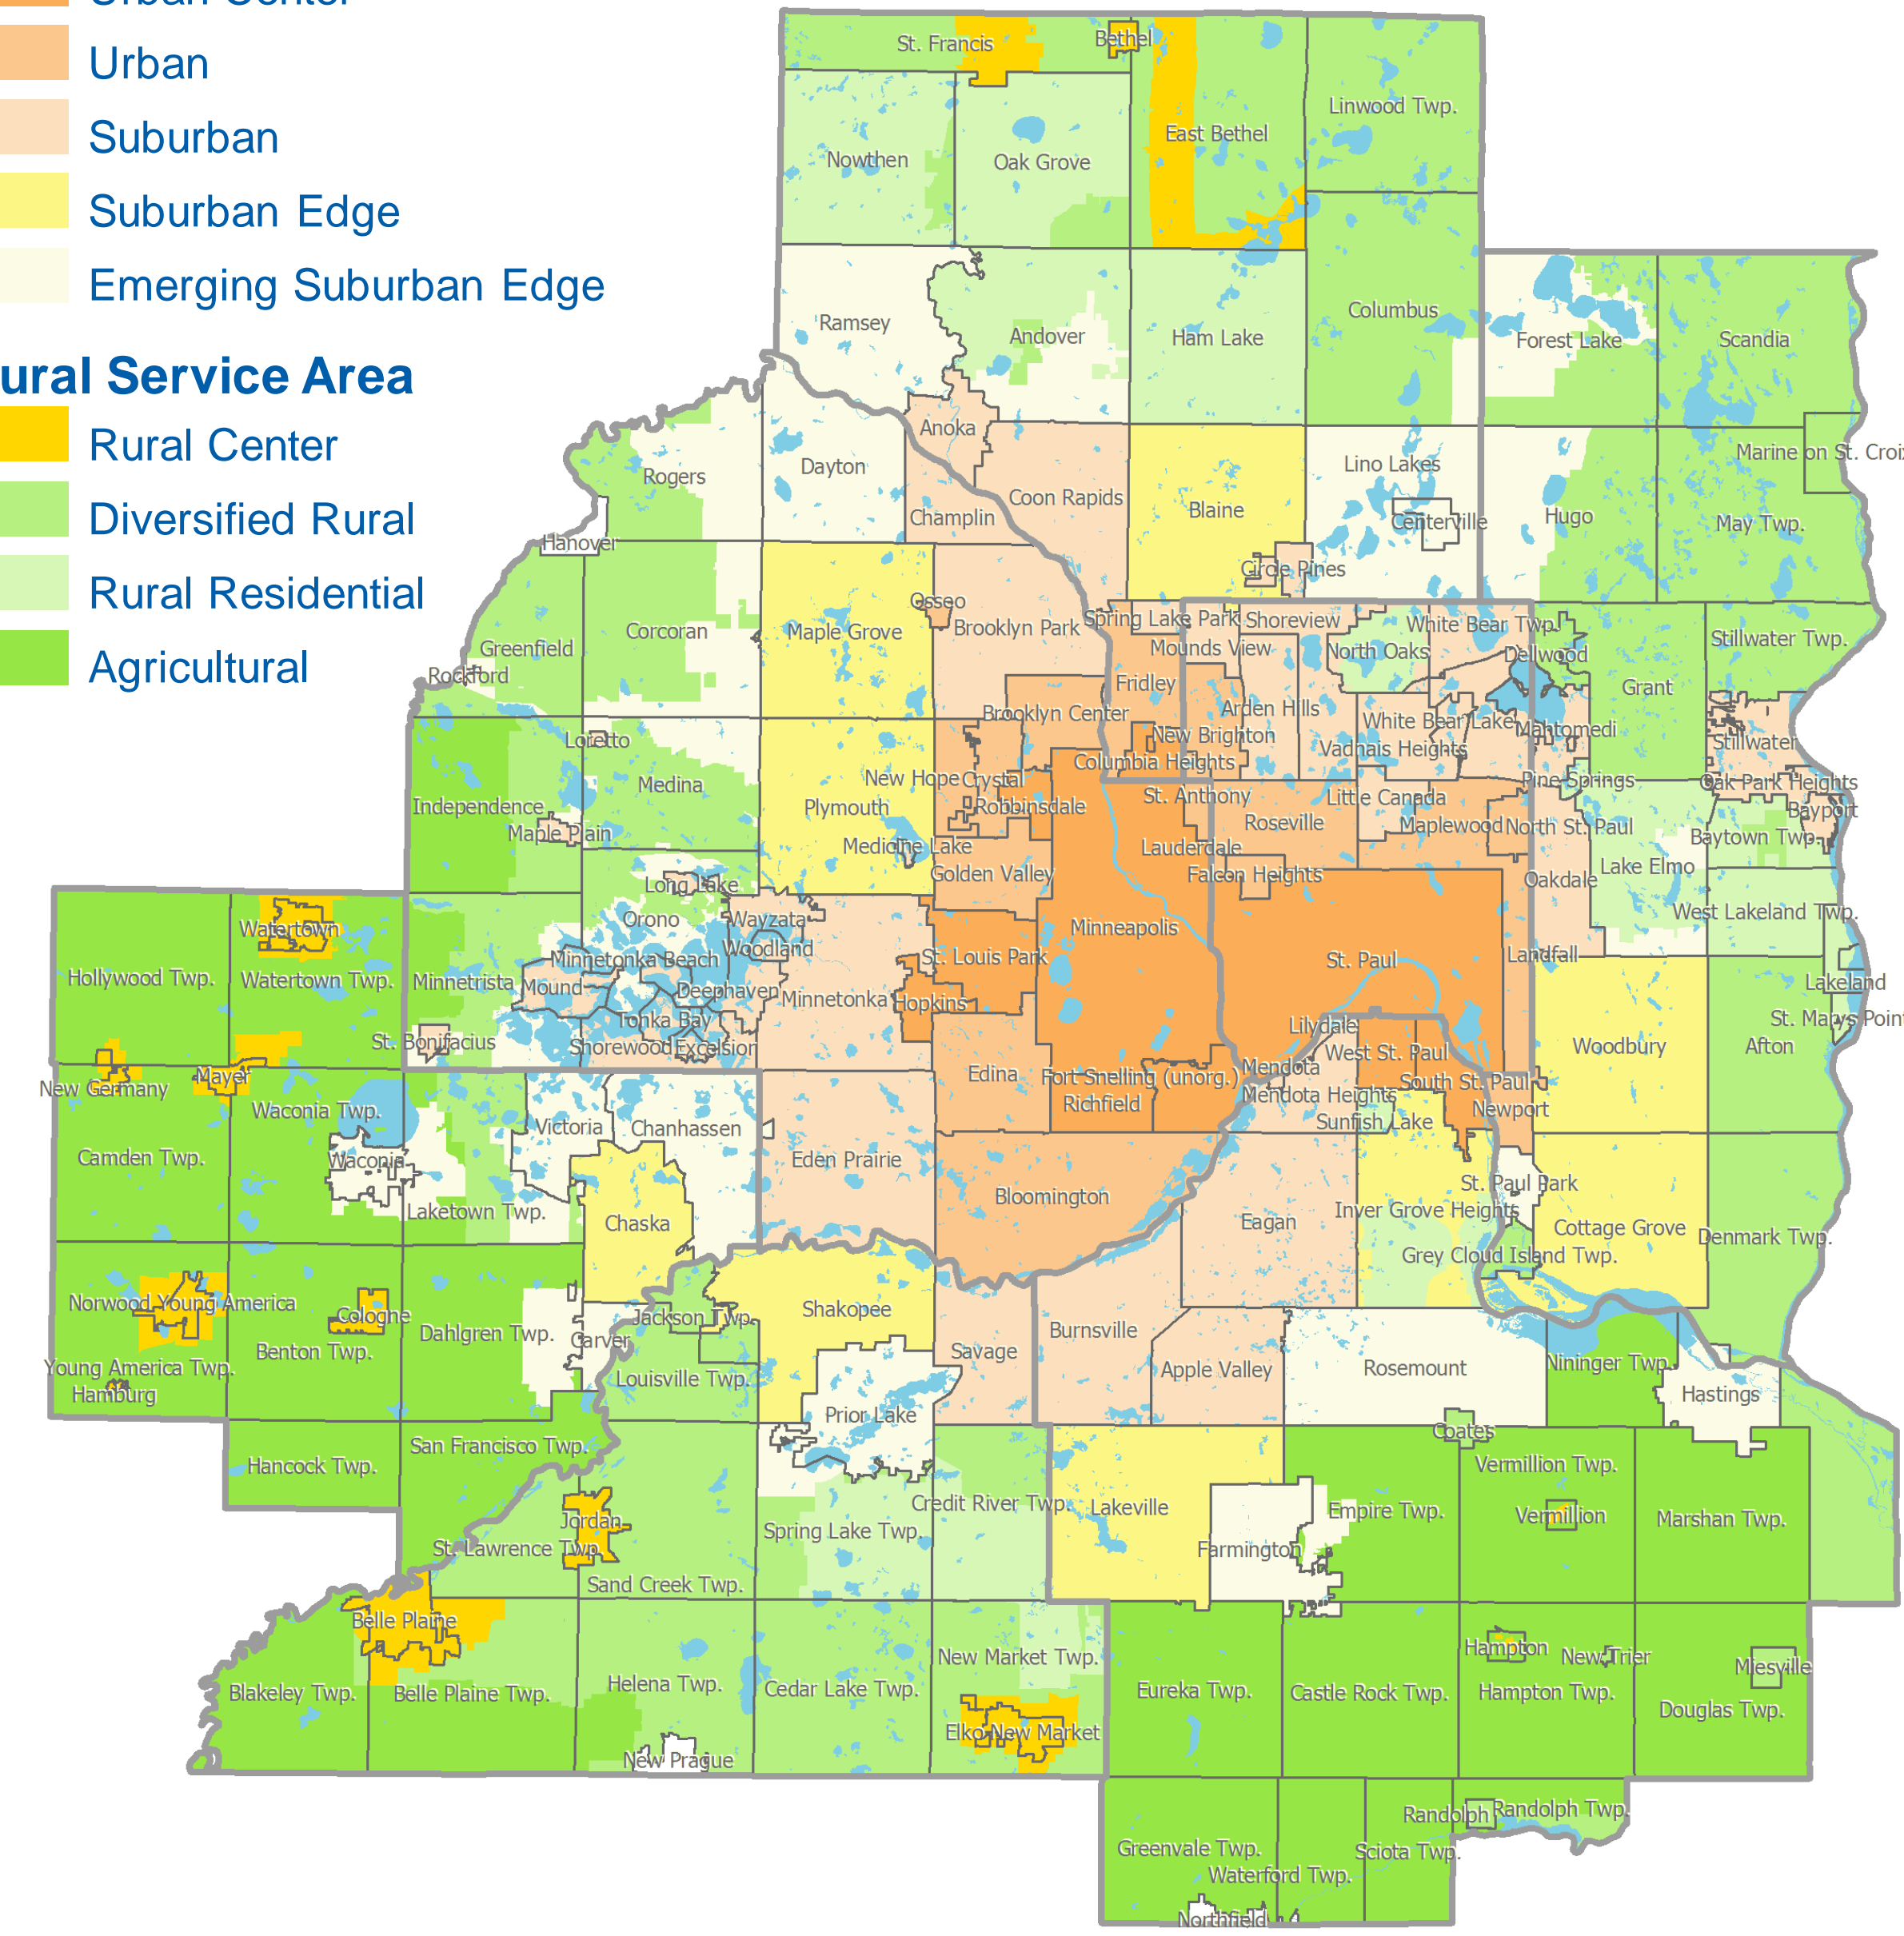 Urban Center
Urban
Suburban
Suburban Edge
Emerging Suburban Edge
ural Service Area
Rural Center
Diversified Rural
Rural Residential
Agricultural
St. Francis
Bethel
Linwood Twp.
East Bethel
Nowthen
Oak Grove
Ramsey
Andover
Ham Lake
Columbus
Forest Lake
Scandia
Anoka
Rogers
Dayton
Lino Lakes
Marine on St. Croi
Coon Rapids
Champlin
Blaine
Centerville
Hugo
May Twp.
Hanover
Circle Pines
Osseo
Spring Lake Park
Shoreview
White Bear Twp.
Corcoran
Maple Grove
Brooklyn Park
Mounds View
North Oaks
Dellwood
Stillwater Twp.
Greenfield
Rockford
Fridley
Grant
Brooklyn Center
Arden Hills
White Bear Lake
Mahtomedi
Loretto
New Brighton
Vadnais Heights
Stillwater
Columbia Heights
Medina
New Hope
Crystal
Pine Springs
Oak Park Heights
Independence
Plymouth
Robbinsdale
St. Anthony
Little Canada
Bayport
Maple Plain
Roseville
Maplewood
North St. Paul
Baytown Twp.
Medicine Lake
Lauderdale
Golden Valley
Falcon Heights
Lake Elmo
Oakdale
Long Lake
Orono
Wayzata
West Lakeland Twp.
Watertown
Minneapolis
Woodland
St. Louis Park
St. Paul
Landfall
Minnetonka Beach
Hollywood Twp.
Watertown Twp.
Minnetrista
Mound
Deephaven
Minnetonka
Hopkins
Lakeland
Tonka Bay
Lilydale
St. Marys Poin
St. Bonifacius
Shorewood
Excelsior
West St. Paul
Woodbury
Afton
Mendota
New Germany
Mayer
Edina
Fort Snelling (unorg.)
South St. Paul
Mendota Heights
Richfield
Newport
Waconia Twp.
Victoria
Chanhassen
Sunfish Lake
Camden Twp.
Waconia
Eden Prairie
St. Paul Park
Bloomington
Laketown Twp.
Chaska
Eagan
Inver Grove Heights
Cottage Grove
Denmark Twp.
Grey Cloud Island Twp.
Norwood Young America
Cologne
Jackson Twp.
Shakopee
Dahlgren Twp.
Carver
Burnsville
Benton Twp.
Savage
Young America Twp.
Louisville Twp.
Apple Valley
Rosemount
Nininger Twp.
Hamburg
Hastings
Prior Lake
Coates
San Francisco Twp.
Hancock Twp.
Vermillion Twp.
Credit River Twp.
Lakeville
Empire Twp.
Vermillion
Marshan Twp.
Jordan
Spring Lake Twp.
St. Lawrence Twp.
Farmington
Sand Creek Twp.
Belle Plaine
New Market Twp.
Hampton
New Trier
Miesville
Blakeley Twp.
Belle Plaine Twp.
Helena Twp.
Cedar Lake Twp.
Eureka Twp.
Castle Rock Twp.
Hampton Twp.
Douglas Twp.
Elko New Market
New Prague
Randolph
Randolph Twp.
Greenvale Twp.
Sciota Twp.
Waterford Twp.
Northfield